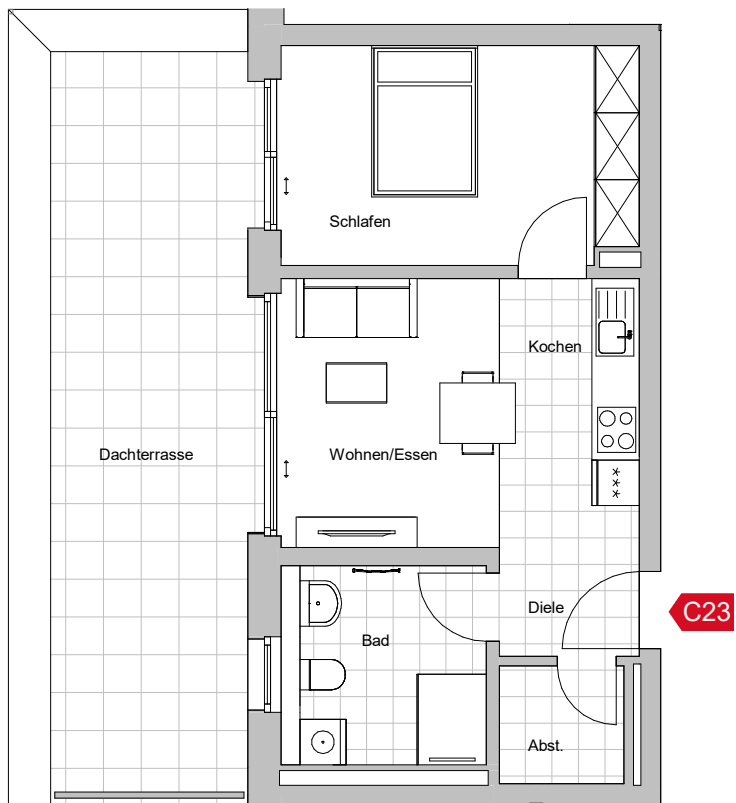 Schlafen
Kochen
Dachterrasse
Wohnen/Essen
Diele
C23
Bad
Abst.